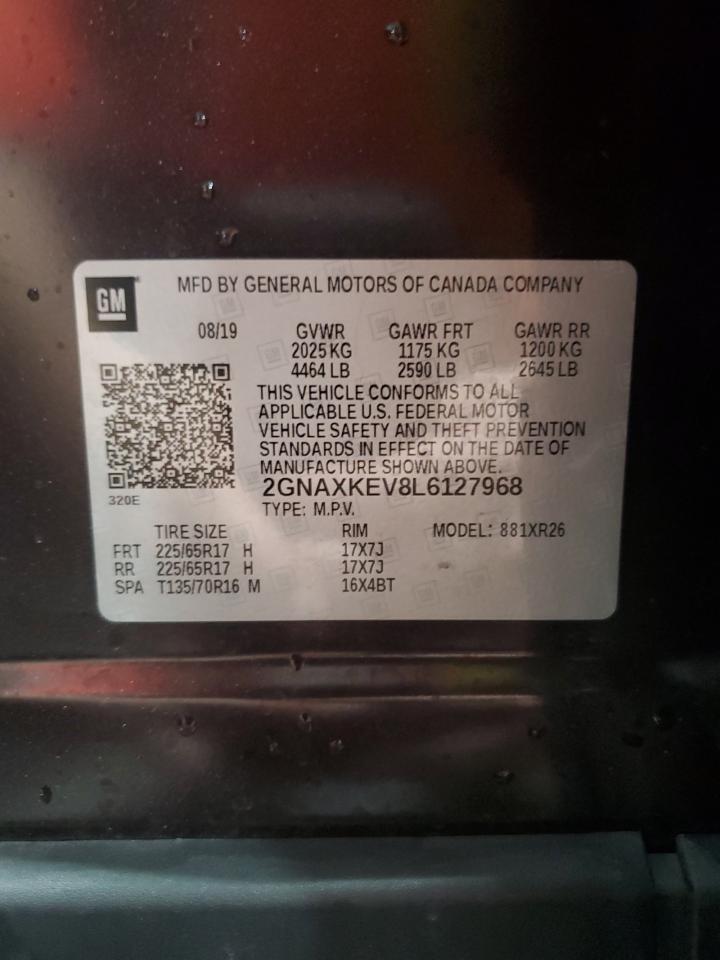 GM
MFD BY GENERAL MOTORS OF CANADA COMPANY
08/19 GVWR GAWR FRT GAWR RR
2025 KG 1175 KG 1200 KG
4464 LB 2590 LB 2645 LB
THIS VEHICLE CONFORMS TO ALL
APPLICABLE U.S. FEDERAL MOTOR
VEHICLE SAFETY AND THEFT PREVENTION
STANDARDS IN EFFECT ON THE DATE OF
MANUFACTURE SHOWN ABOVE.
320E
2GNAXKEV8L6127968
TYPE: M.P.V.
TIRE SIZE RIM MODEL: 881XR26
FRT 225/65R17 H 17X7J
RR 225/65R17 H 17X7J
SPA T135/70R16 M 16X4BT